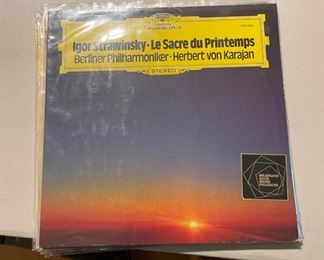 Igor Strawinsky · Le Sacre du Printemps
Berliner Philharmoniker · Herbert von Karajan
STEREO